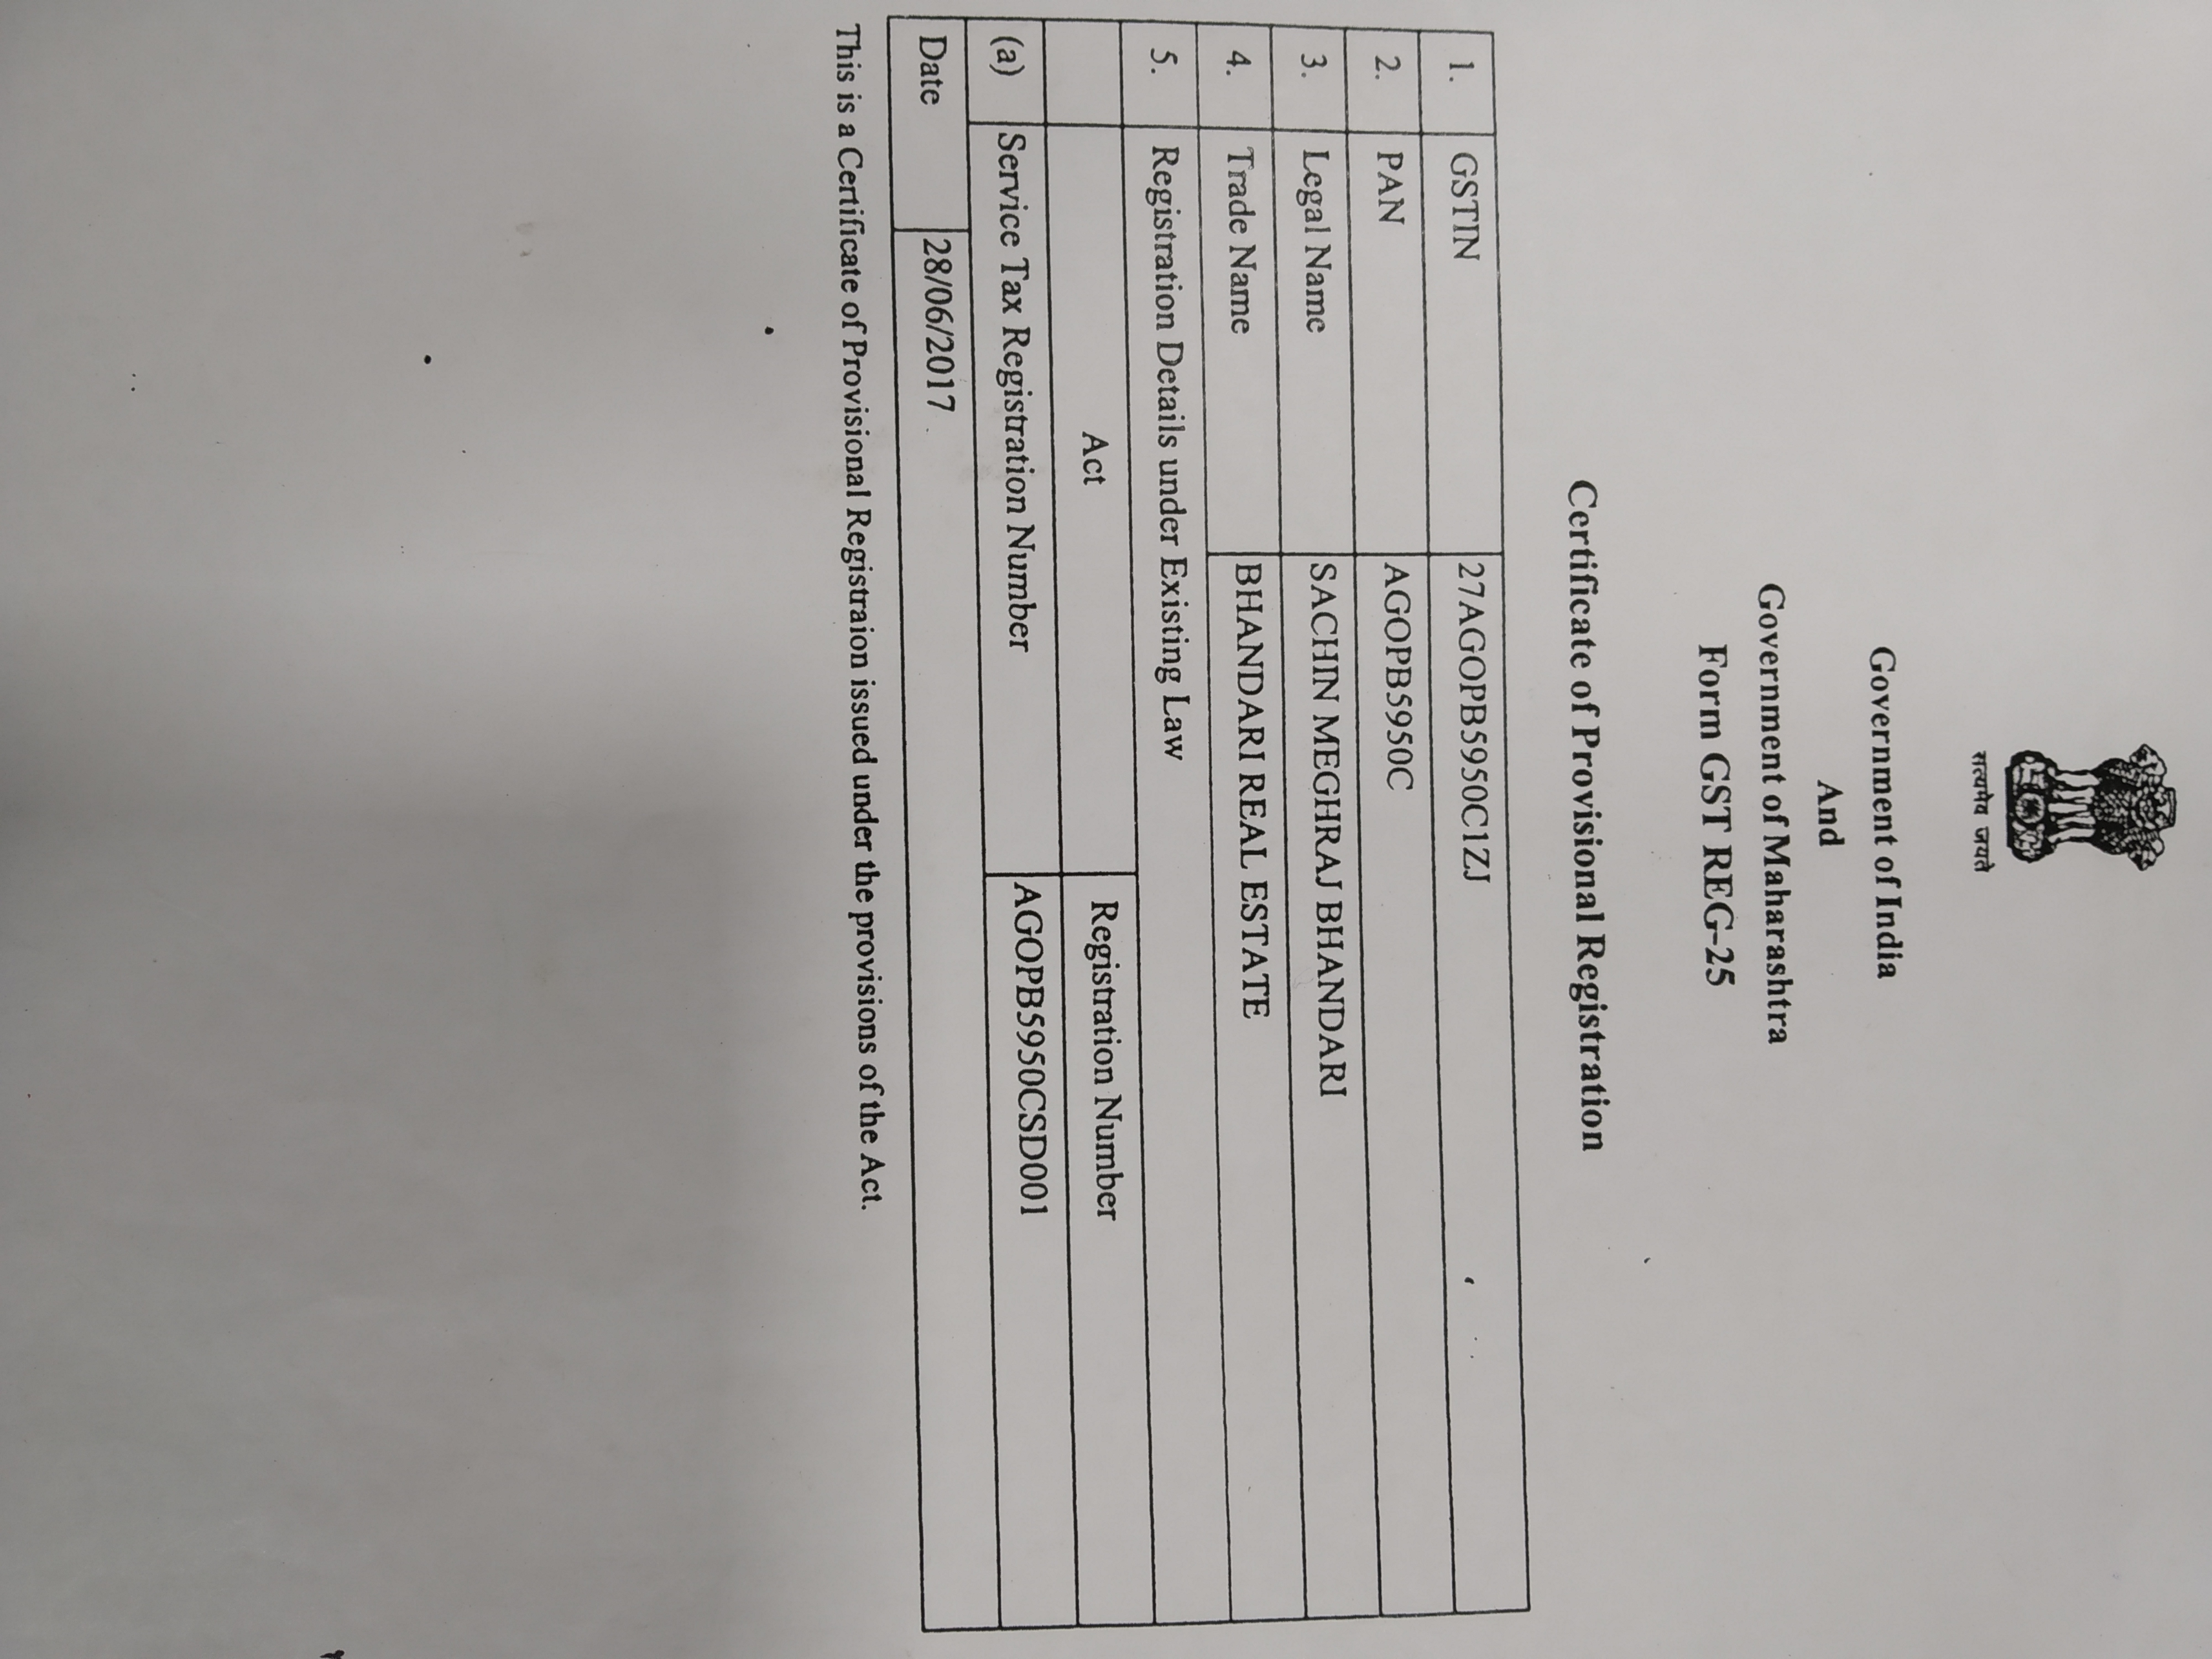 सत्यमेव जयते
Government of India
And
Government of Maharashtra
Form GST REG-25
Certificate of Provisional Registration
1. GSTIN 27AGOPB5950C1ZJ
2. PAN AGOPB5950C
3. Legal Name SACHIN MEGHRAJ BHANDARI
4. Trade Name BHANDARI REAL ESTATE
5. Registration Details under Existing Law
Act Registration Number
(a) Service Tax Registration Number AGOPB5950CSD001
Date 28/06/2017
This is a Certificate of Provisional Registraion issued under the provisions of the Act.